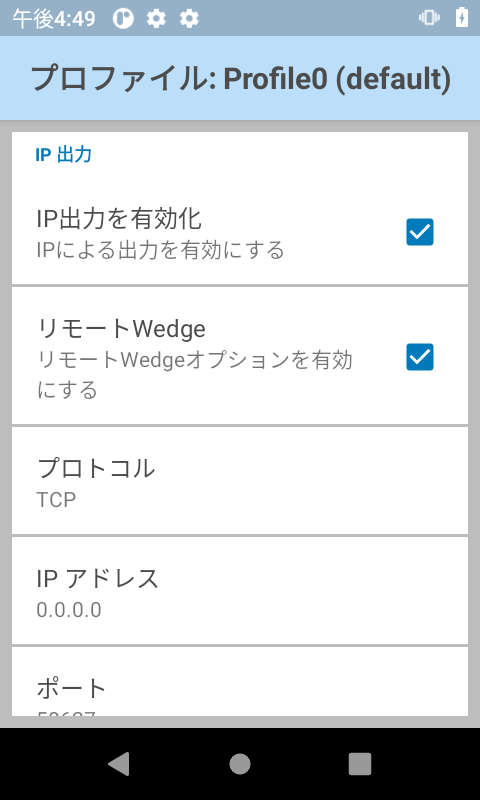 午後4:49
プロファイル: Profile0 (default)
IP 出力
IP出力を有効化
IPによる出力を有効にする
リモートWedge
リモートWedgeオプションを有効
にする
プロトコル
TCP
IP アドレス
0.0.0.0
ポート